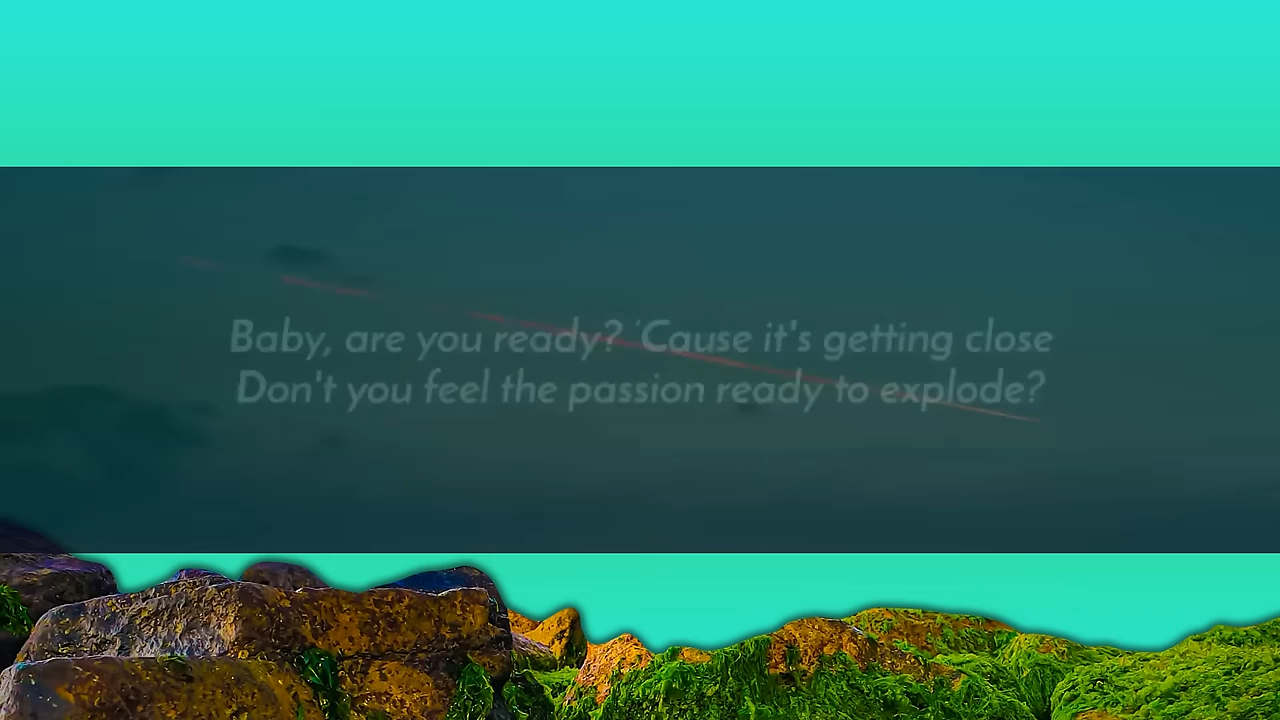 Baby, are you ready? 'Cause it's getting close
Don't you feel the passion ready to explode?